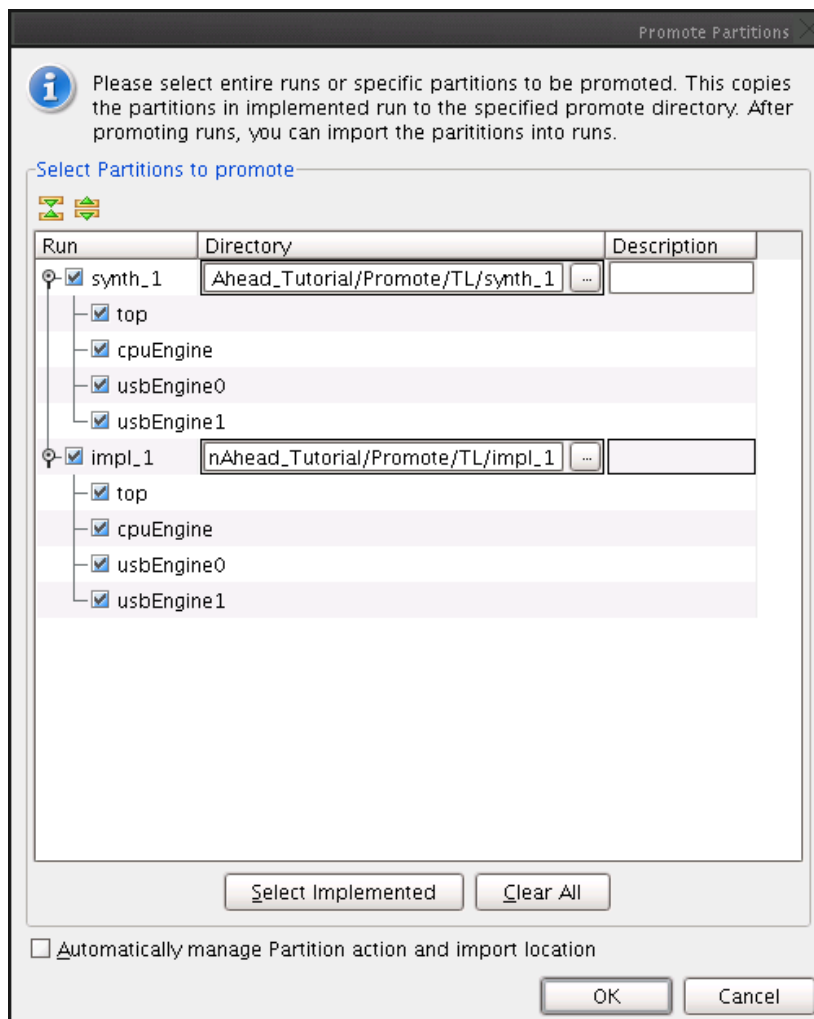 Promote Partitions
Please select entire runs or specific partitions to be promoted. This copies
the partitions in implemented run to the specified promote directory. After
promoting runs, you can import the parititions into runs.
Select Partitions to promote
Run Directory Description
synth_1 Ahead_Tutorial/Promote/TL/synth_1 ...
top
cpuEngine
usbEngine0
usbEngine1
impl_1 nAhead_Tutorial/Promote/TL/impl_1 ...
top
cpuEngine
usbEngine0
usbEngine1
Select Implemented Clear All
Automatically manage Partition action and import location
OK Cancel